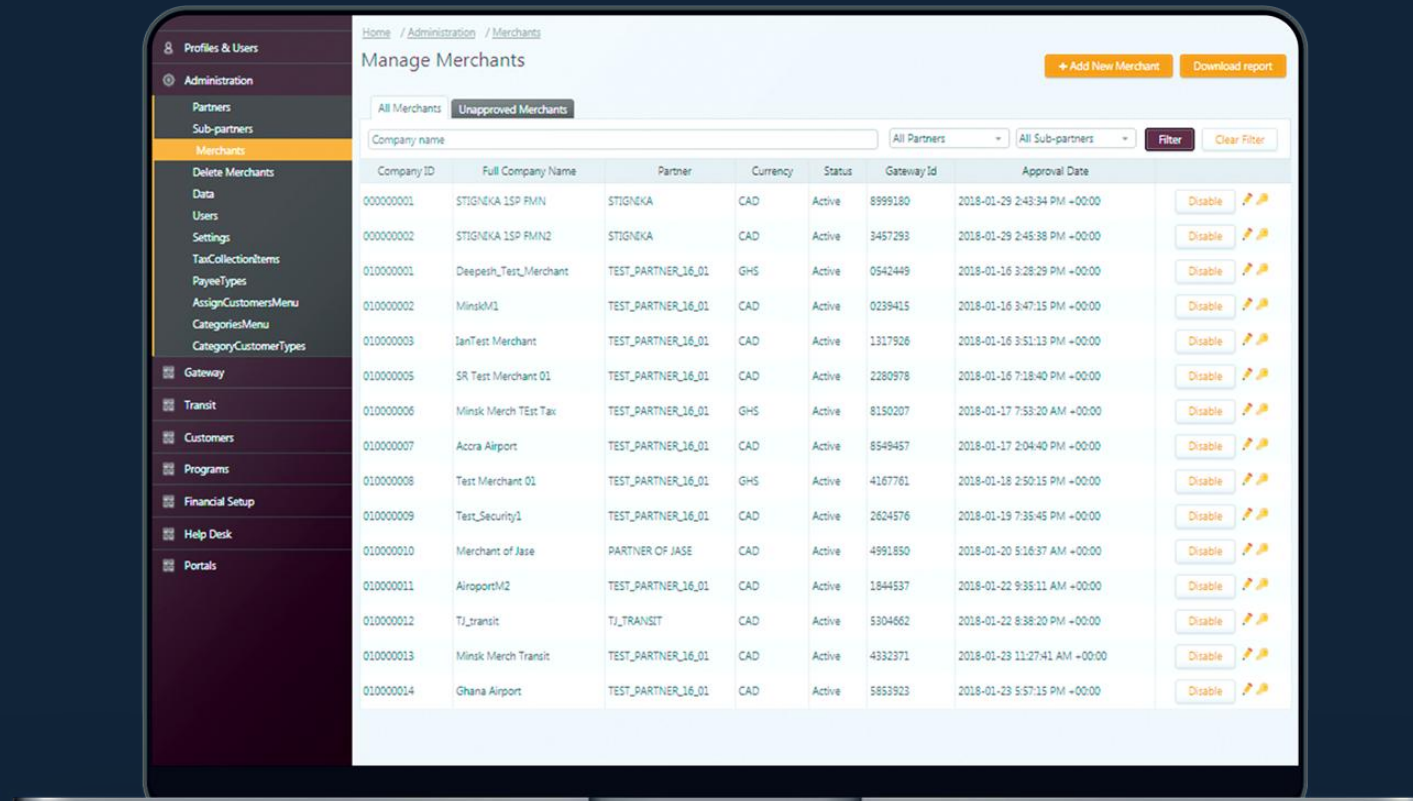 Profiles & Users
Administration
Partners
Sub-partners
Merchants
Delete Merchants
Data
Users
Settings
TaxCollectionItems
PayeeTypes
AssignCustomersMenu
CategoriesMenu
CategoryCustomerTypes
Gateway
Transit
Customers
Programs
Financial Setup
Help Desk
Portals
Home / Administration / Merchants
Manage Merchants
+ Add New Merchant Download report
All Merchants Unapproved Merchants
Company name All Partners All Sub-partners Filter Clear Filter
Company ID Full Company Name Partner Currency Status Gateway Id Approval Date
000000001 STIGNIKA 1SP FMN STIGNIKA CAD Active 8999180 2018-01-29 2:43:34 PM +00:00 Disable
000000002 STIGNIKA 1SP FMN2 STIGNIKA CAD Active 3457293 2018-01-29 2:45:38 PM +00:00 Disable
010000001 Deepesh_Test_Merchant TEST_PARTNER_16_01 GHS Active 0542449 2018-01-16 3:28:29 PM +00:00 Disable
010000002 MinskM1 TEST_PARTNER_16_01 CAD Active 0239415 2018-01-16 3:47:15 PM +00:00 Disable
010000003 IanTest Merchant TEST_PARTNER_16_01 CAD Active 1317926 2018-01-16 3:51:13 PM +00:00 Disable
010000005 SR Test Merchant 01 TEST_PARTNER_16_01 CAD Active 2280978 2018-01-16 7:18:40 PM +00:00 Disable
010000006 Minsk Merch TEst Tax TEST_PARTNER_16_01 GHS Active 8150207 2018-01-17 7:53:20 AM +00:00 Disable
010000007 Accra Airport TEST_PARTNER_16_01 CAD Active 8549457 2018-01-17 2:04:40 PM +00:00 Disable
010000008 Test Merchant 01 TEST_PARTNER_16_01 GHS Active 4167761 2018-01-18 2:50:15 PM +00:00 Disable
010000009 Test_Security1 TEST_PARTNER_16_01 CAD Active 2624576 2018-01-19 7:35:45 PM +00:00 Disable
010000010 Merchant of Jase PARTNER OF JASE CAD Active 4991850 2018-01-20 5:16:37 AM +00:00 Disable
010000011 AiroportM2 TEST_PARTNER_16_01 CAD Active 1844537 2018-01-22 9:35:11 AM +00:00 Disable
010000012 TJ_transit TJ_TRANSIT CAD Active 5304662 2018-01-22 8:38:20 PM +00:00 Disable
010000013 Minsk Merch Transit TEST_PARTNER_16_01 CAD Active 4332371 2018-01-23 11:27:41 AM +00:00 Disable
010000014 Ghana Airport TEST_PARTNER_16_01 CAD Active 5853923 2018-01-23 5:57:15 PM +00:00 Disable